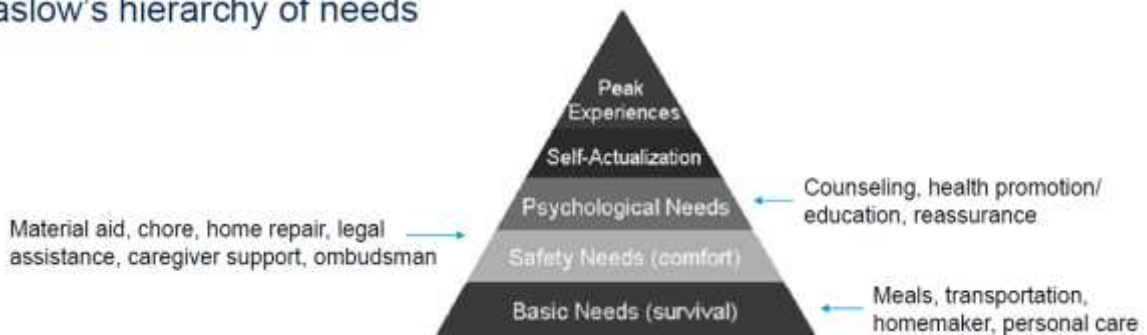 aslow's hierarchy of needs
Peak
Experiences
Self-Actualization
Psychological Needs
Counseling, health promotion/
education, reassurance
Material aid, chore, home repair, legal
assistance, caregiver support, ombudsman
Safety Needs (comfort)
Basic Needs (survival)
Meals, transportation,
homemaker, personal care